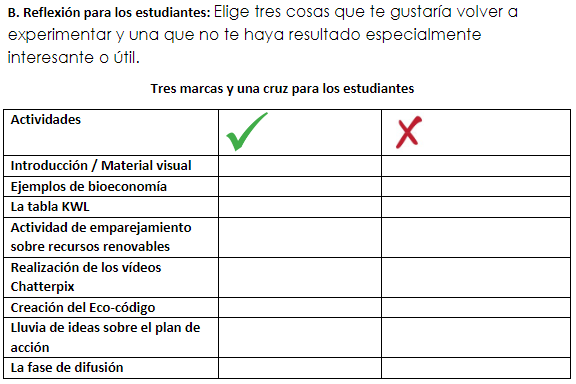 B. Reflexión para los estudiantes: Elige tres cosas que te gustaría volver a
experimentar y una que no te haya resultado especialmente
interesante o útil.
Tres marcas y una cruz para los estudiantes
Actividades
Introducción / Material visual
Ejemplos de bioeconomía
La tabla KWL
Actividad de emparejamiento
sobre recursos renovables
Realización de los vídeos
Chatterpix
Creación del Eco-código
Lluvia de ideas sobre el plan de
acción
La fase de difusión